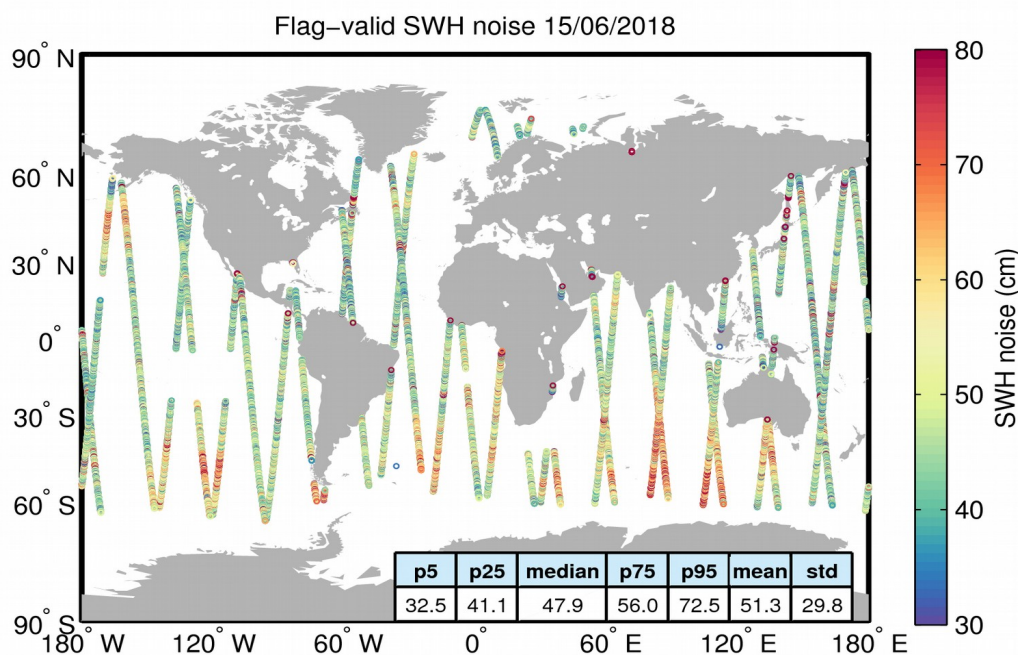 Flag−valid SWH noise 15/06/2018
90° N
60° N
30° N
0°
30° S
60° S
90° S
180° W
120° W
60° W
0°
60° E
120° E
180° E
80
70
60
50
40
30
SWH noise (cm)
p5 p25 median p75 p95 mean std
32.5 41.1 47.9 56.0 72.5 51.3 29.8